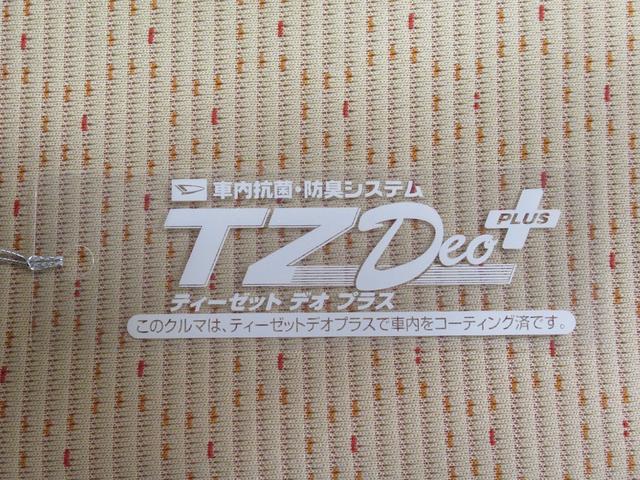 車内抗菌・防臭システム
TZDeo PLUS
ティーゼット デオ プラス
このクルマは、ティーゼットデオプラスで車内をコーティング済です。